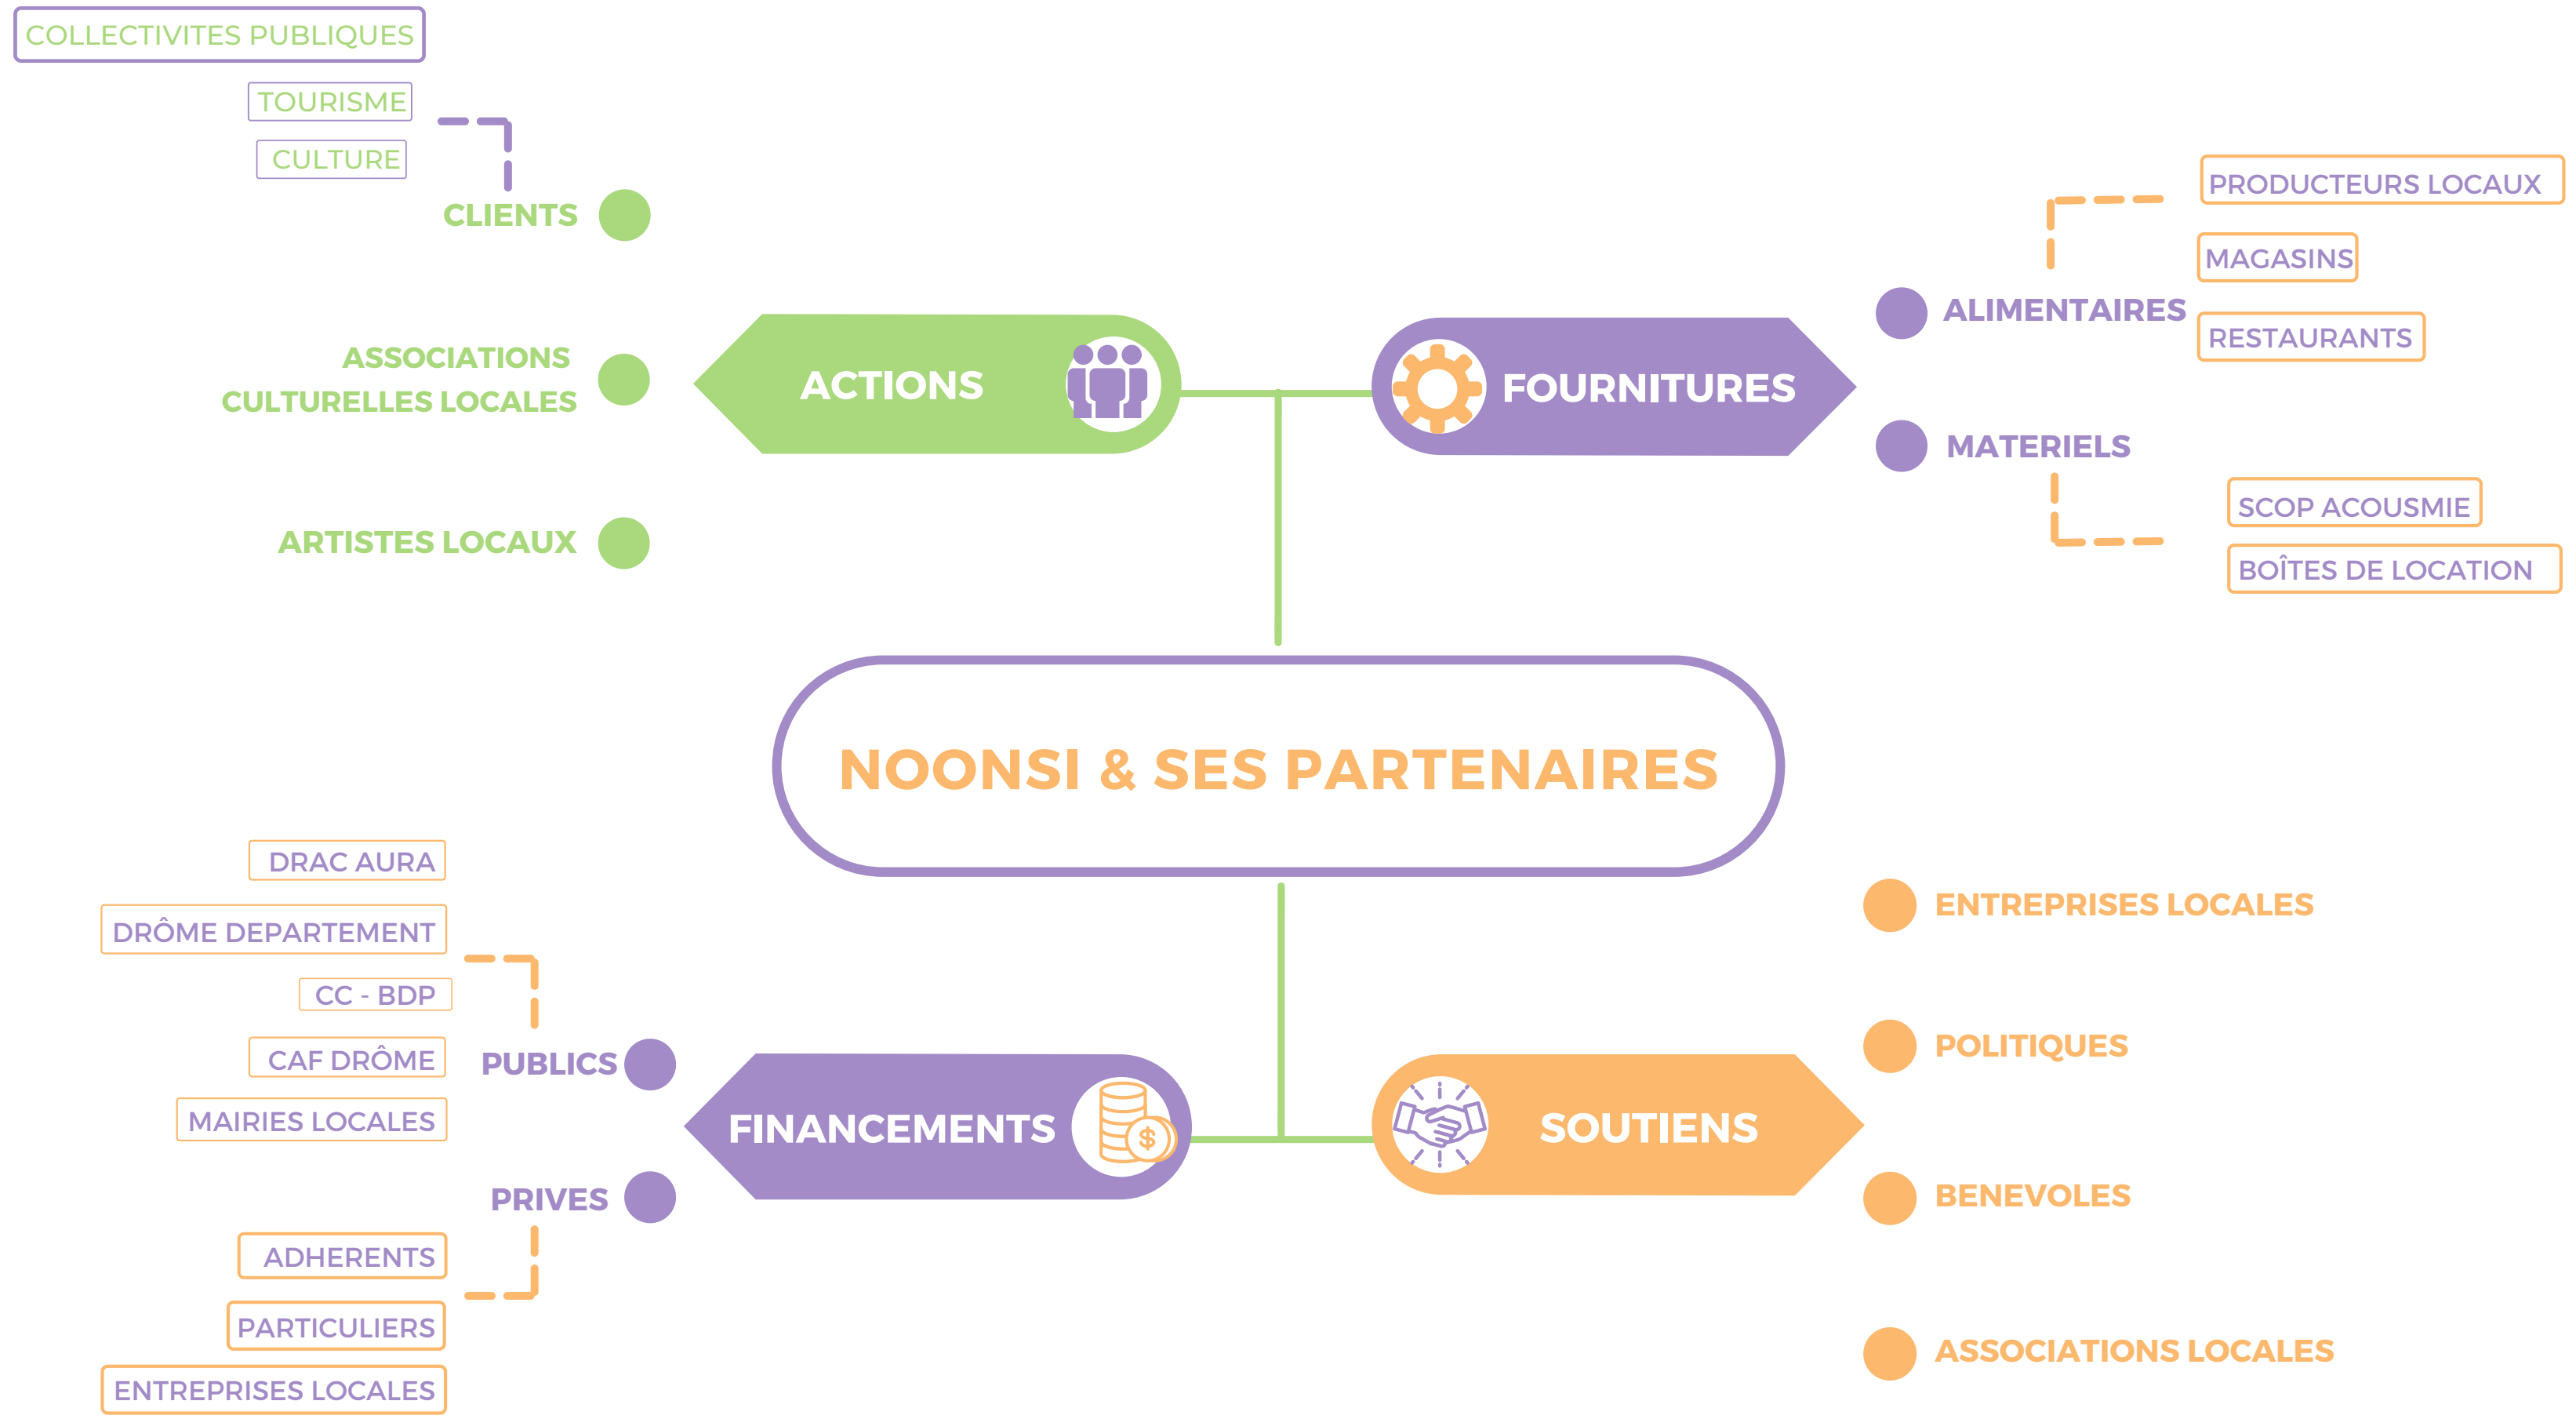 COLLECTIVITES PUBLIQUES
TOURISME
CULTURE
CLIENTS
ASSOCIATIONS
CULTURELLES LOCALES
ARTISTES LOCAUX
ACTIONS
FOURNITURES
PRODUCTEURS LOCAUX
MAGASINS
ALIMENTAIRES
RESTAURANTS
MATERIELS
SCOP ACOUSMIE
BOÎTES DE LOCATION
NOONSI & SES PARTENAIRES
DRAC AURA
DRÔME DEPARTEMENT
CC - BDP
CAF DRÔME
PUBLICS
MAIRIES LOCALES
PRIVES
ADHERENTS
PARTICULIERS
ENTREPRISES LOCALES
FINANCEMENTS
$
SOUTIENS
ENTREPRISES LOCALES
POLITIQUES
BENEVOLES
ASSOCIATIONS LOCALES